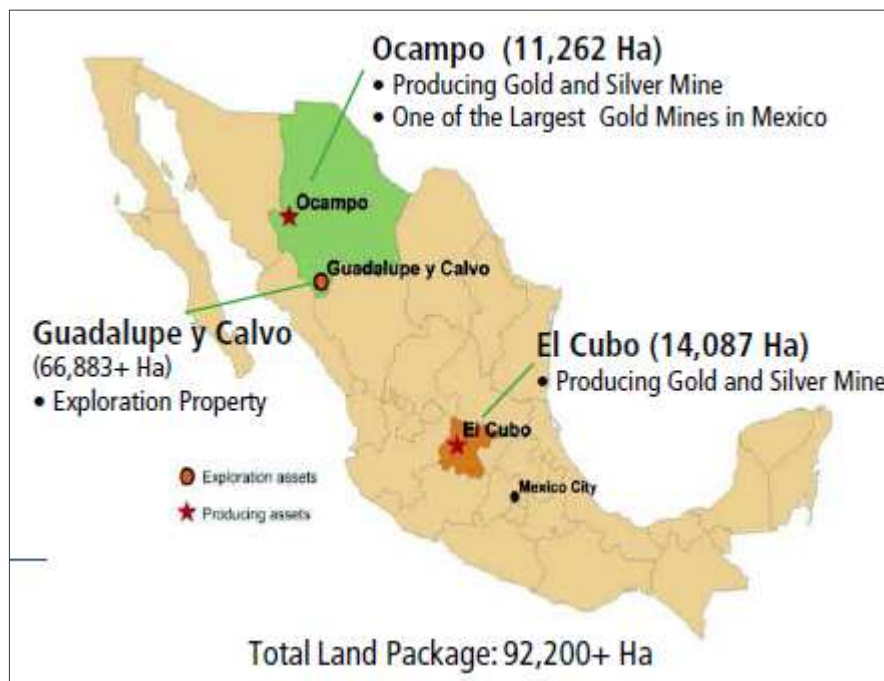 Ocampo (11,262 Ha)
• Producing Gold and Silver Mine
• One of the Largest Gold Mines in Mexico
Ocampo
Guadalupe y Calvo
Guadalupe y Calvo
(66,883+ Ha)
• Exploration Property
El Cubo (14,087 Ha)
• Producing Gold and Silver Mine
El Cubo
Mexico City
Exploration assets
Producing assets
Total Land Package: 92,200+ Ha